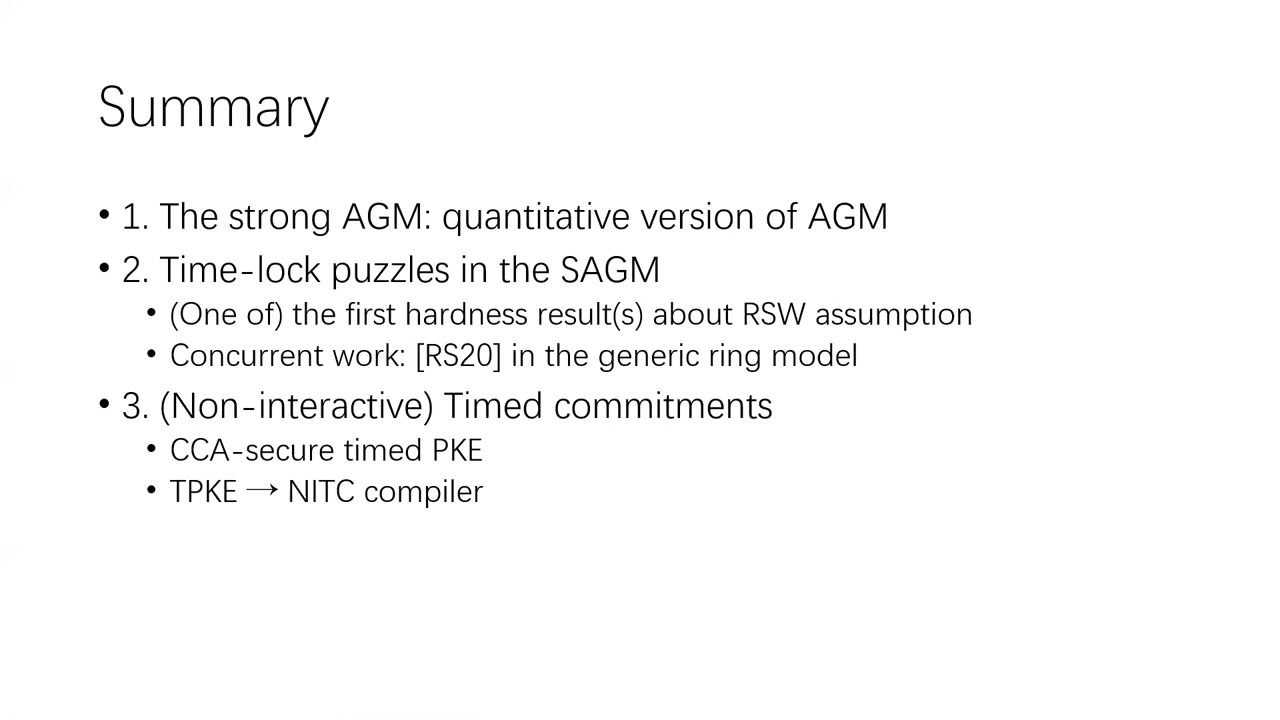 Summary
• 1. The strong AGM: quantitative version of AGM
• 2. Time-lock puzzles in the SAGM
• (One of) the first hardness result(s) about RSW assumption
• Concurrent work: [RS20] in the generic ring model
• 3. (Non-interactive) Timed commitments
• CCA-secure timed PKE
• TPKE → NITC compiler